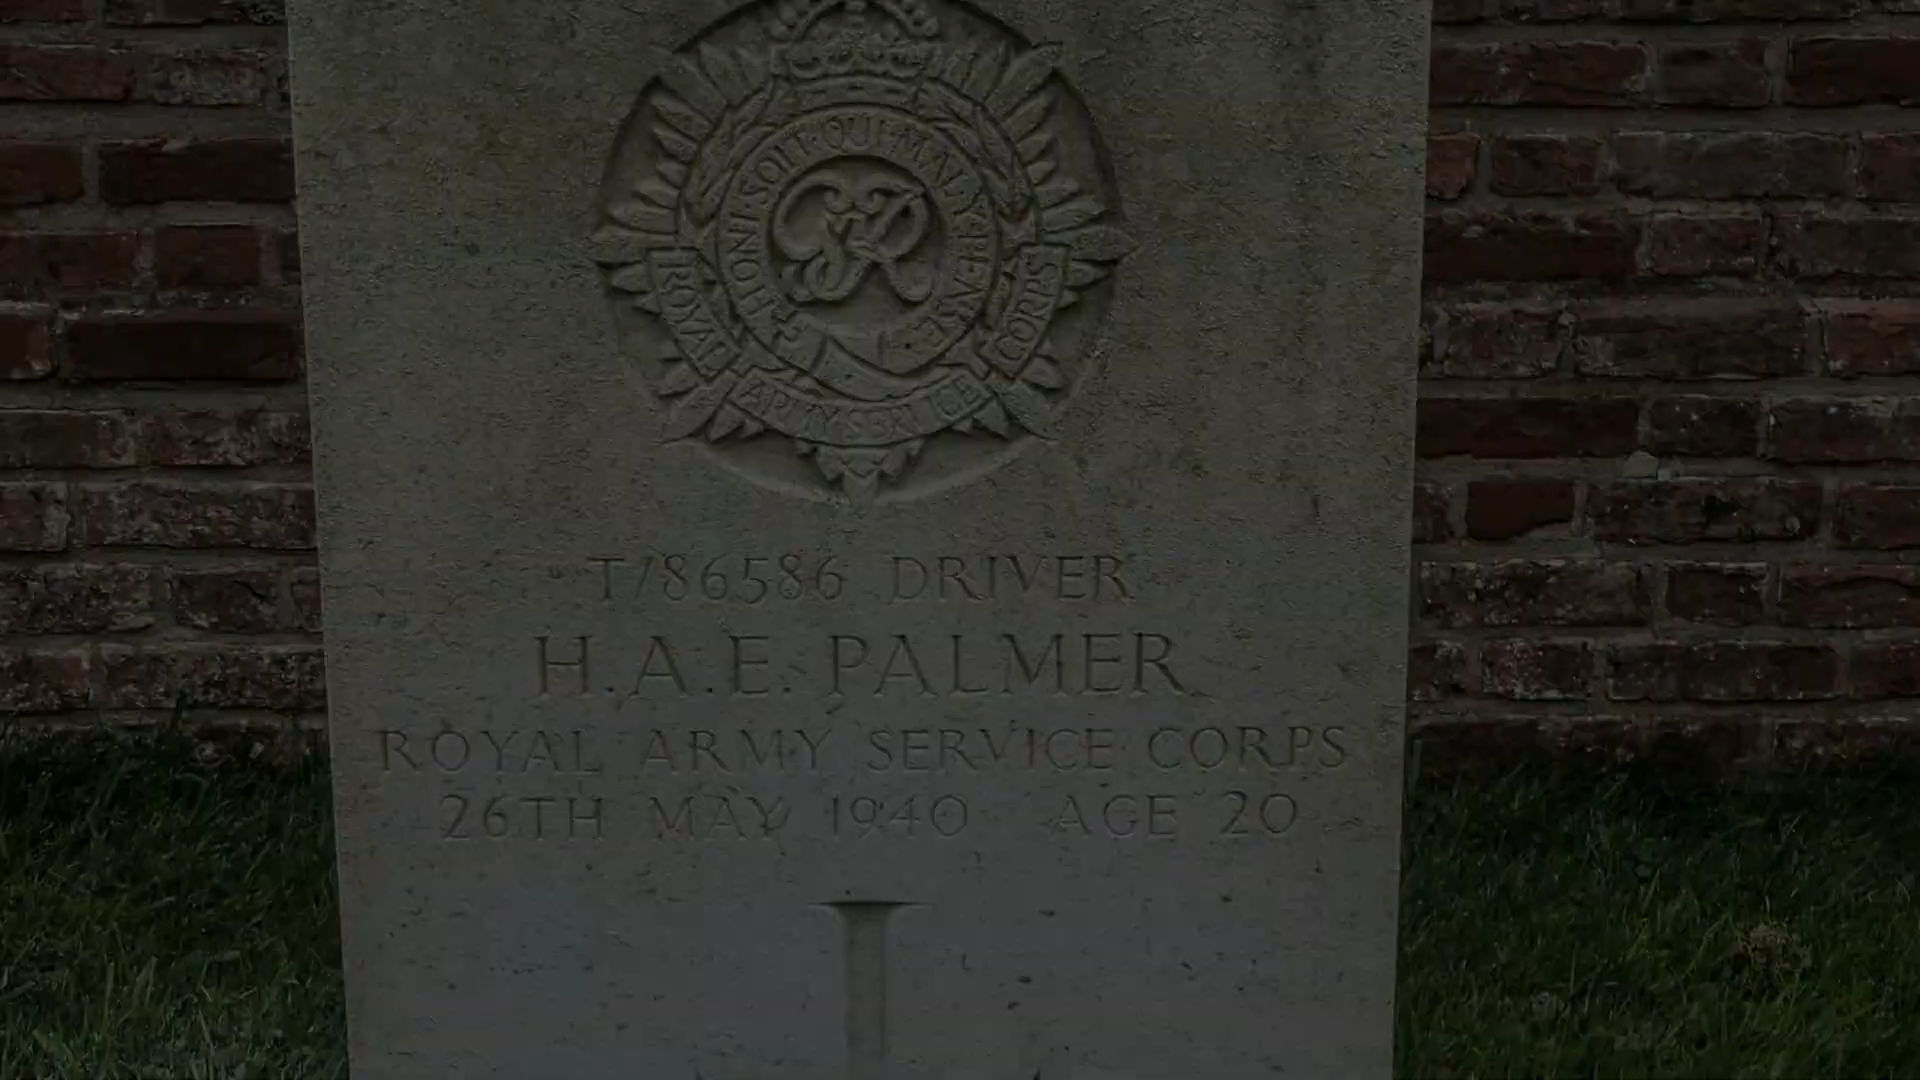 HONI·SOIT·QUI·MAL·Y·PENSE
GR
ROYAL
ARMY SERVICE
CORPS
T/86586 DRIVER
H.A.E. PALMER
ROYAL ARMY SERVICE CORPS
26TH MAY 1940 AGE 20